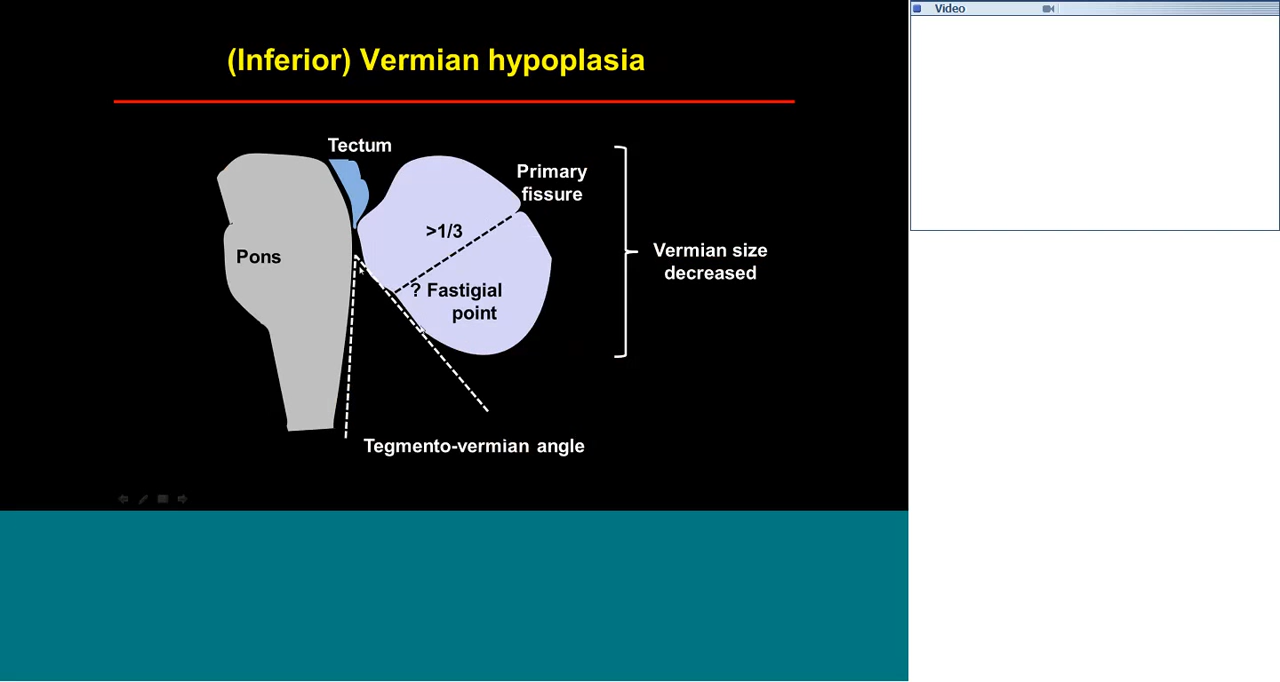 (Inferior) Vermian hypoplasia
Video
Tectum
Primary
fissure
>1/3
Pons
Vermian size
decreased
? Fastigial
point
Tegmento-vermian angle